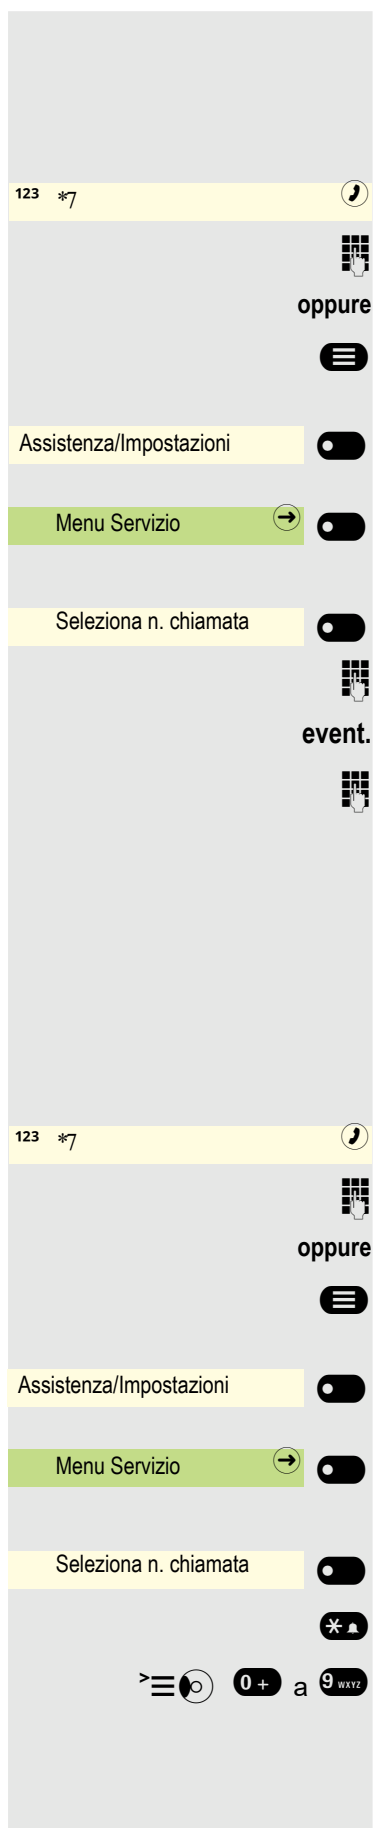 123 *7
oppure
Assistenza/Impostazioni
Menu Servizio
Seleziona n. chiamata
event.
123 *7
oppure
Assistenza/Impostazioni
Menu Servizio
Seleziona n. chiamata
0 + a 9 WXYZ